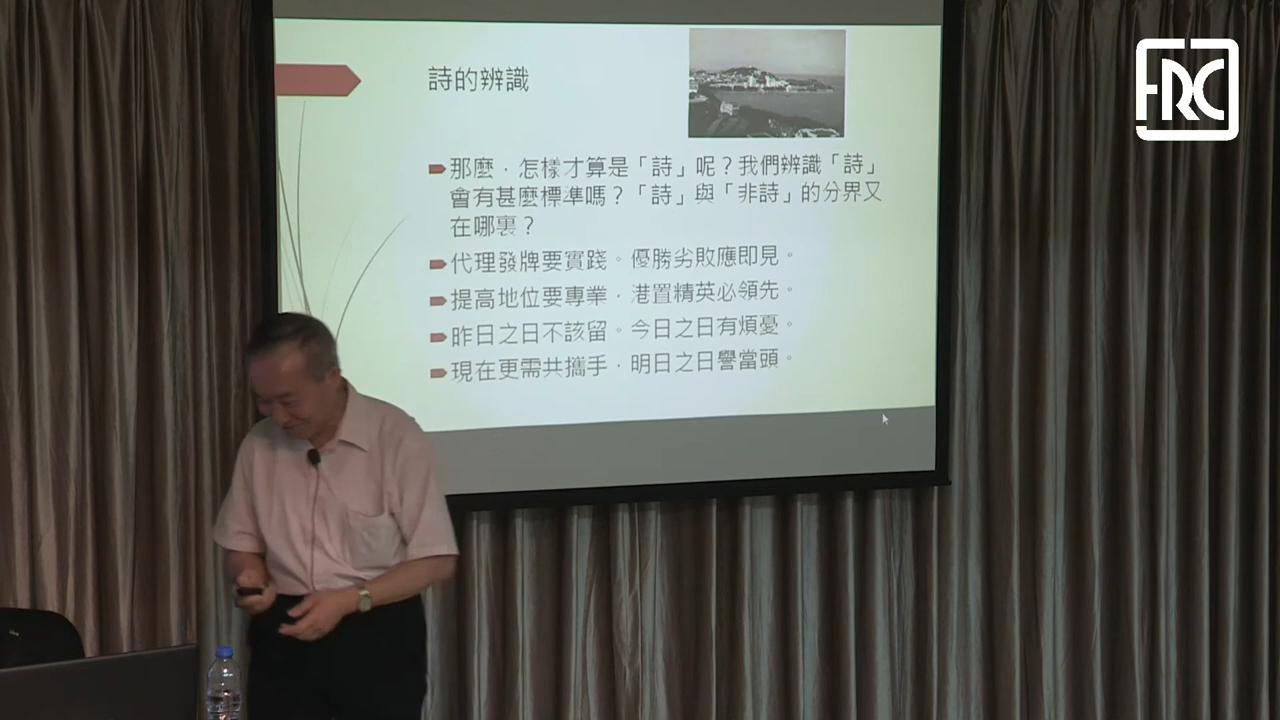 詩的辨識
那麼，怎樣才算是「詩」呢？我們辨識「詩」
會有甚麼標準嗎？「詩」與「非詩」的分界又
在哪裏？
代理發牌要實踐。優勝劣敗應即見。
提高地位要專業，港置精英必領先。
昨日之日不該留。今日之日有煩憂。
現在更需共攜手，明日之日譽當頭。
FRC